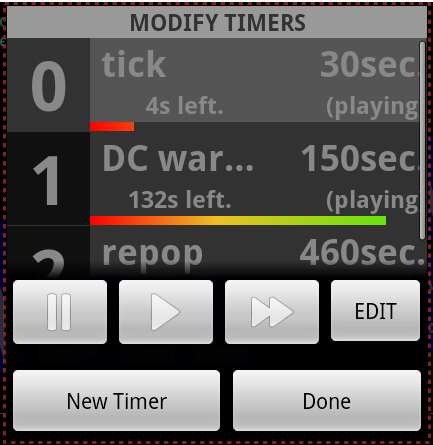 MODIFY TIMERS
0 tick 30sec.
4s left. (playing
1 DC war... 150sec.
132s left. (playing
2 repop 460sec.
EDIT
New Timer Done